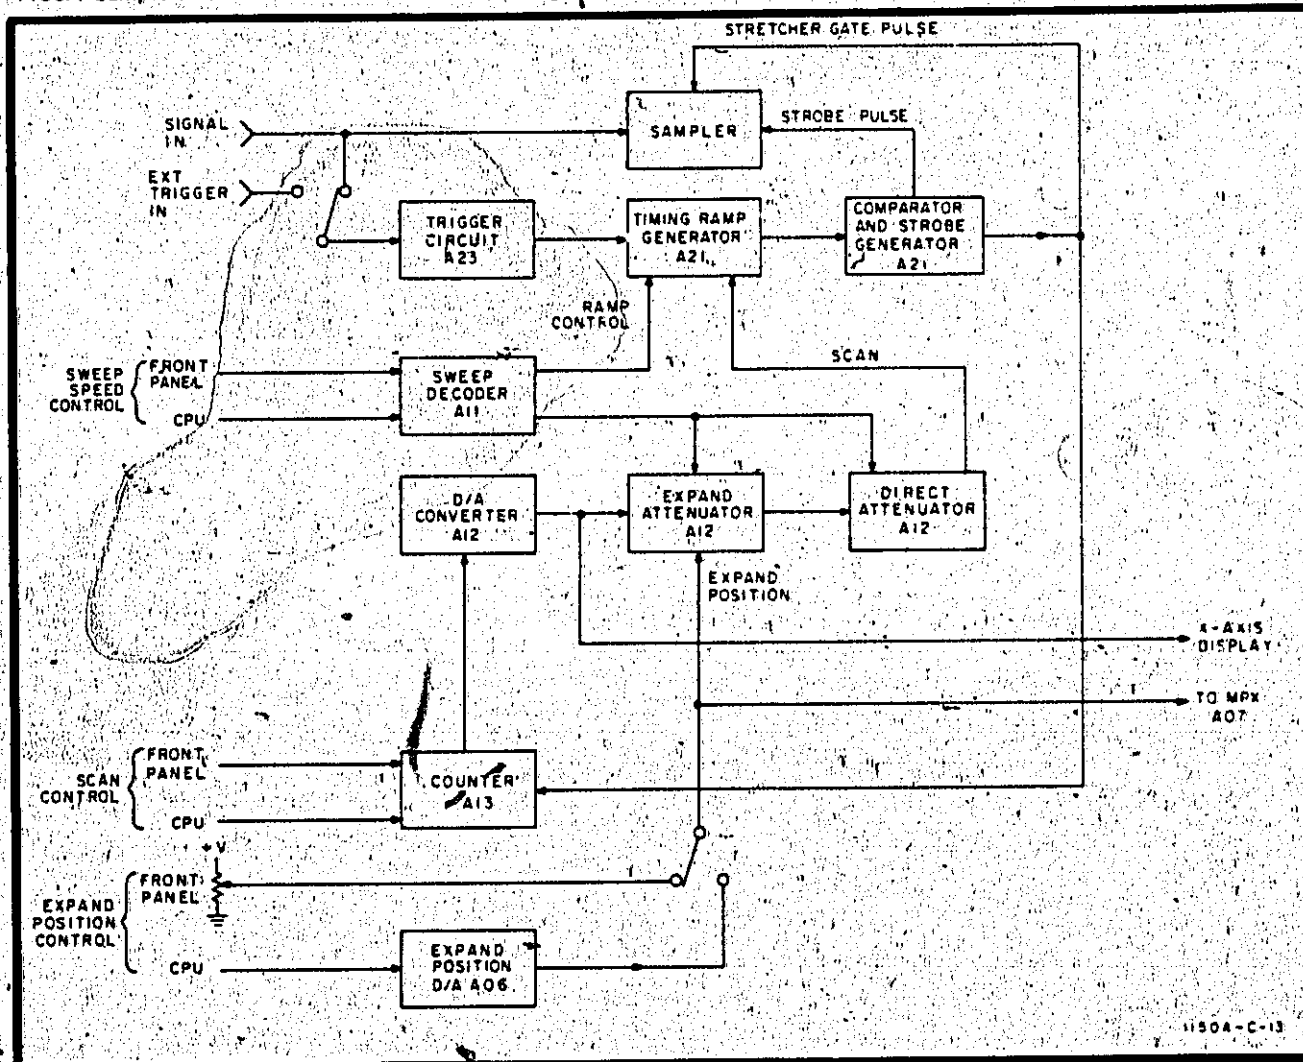 STRETCHER GATE PULSE
SIGNAL
IN
SAMPLER
STROBE PULSE
EXT
TRIGGER
IN
TRIGGER
CIRCUIT
A23
TIMING RAMP
GENERATOR
A21
COMPARATOR
AND STROBE
GENERATOR
A21
RAMP
CONTROL
SCAN
SWEEP
SPEED
CONTROL
FRONT
PANEL
CPU
SWEEP
DECODER
A11
D/A
CONVERTER
A12
EXPAND
ATTENUATOR
A12
DIRECT
ATTENUATOR
A12
EXPAND
POSITION
X-AXIS
DISPLAY
TO MPX
A07
SCAN
CONTROL
FRONT
PANEL
CPU
COUNTER
A13
+V
EXPAND
POSITION
CONTROL
FRONT
PANEL
CPU
EXPAND
POSITION
D/A A06
1150A-C-13